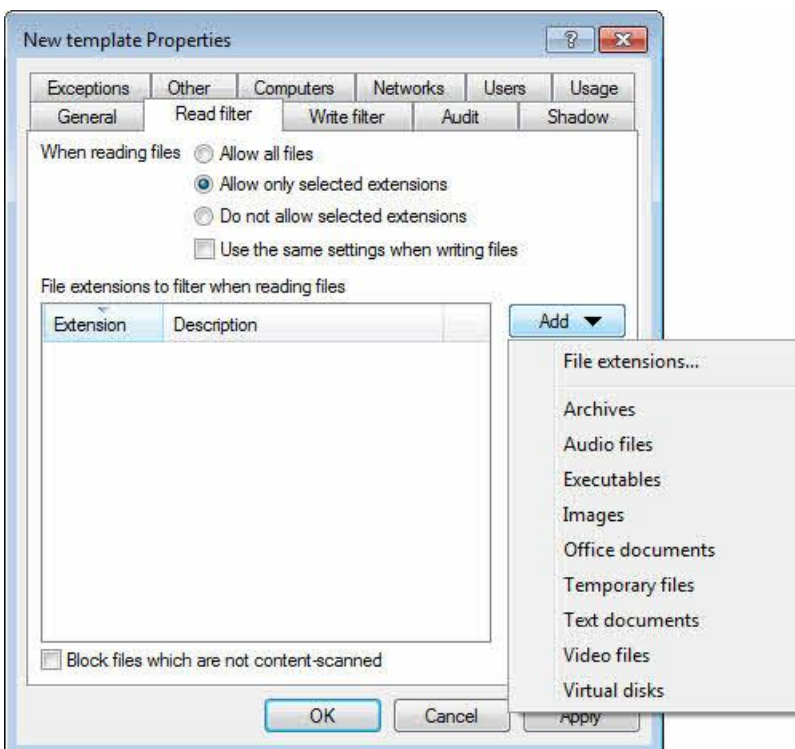 New template Properties
Exceptions Other Computers Networks Users Usage
General Read filter Write filter Audit Shadow
When reading files Allow all files
Allow only selected extensions
Do not allow selected extensions
Use the same settings when writing files
File extensions to filter when reading files
Extension Description
Add
File extensions...
Archives
Audio files
Executables
Images
Office documents
Temporary files
Text documents
Video files
Virtual disks
Block files which are not content-scanned
OK Cancel Apply